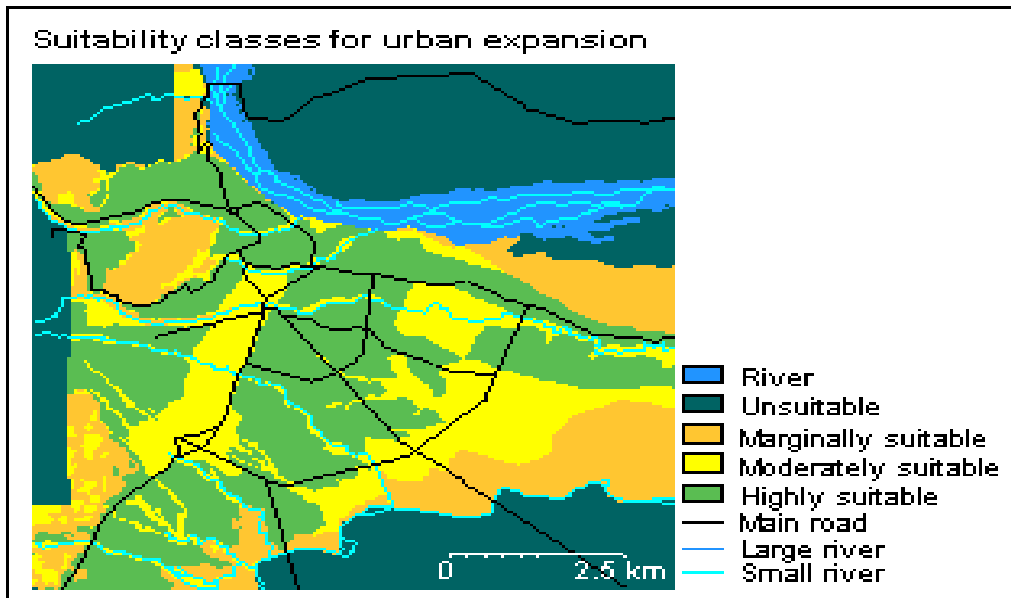 Suitability classes for urban expansion
River
Unsuitable
Marginally suitable
Moderately suitable
Highly suitable
Main road
Large river
Small river
0 2.5 km